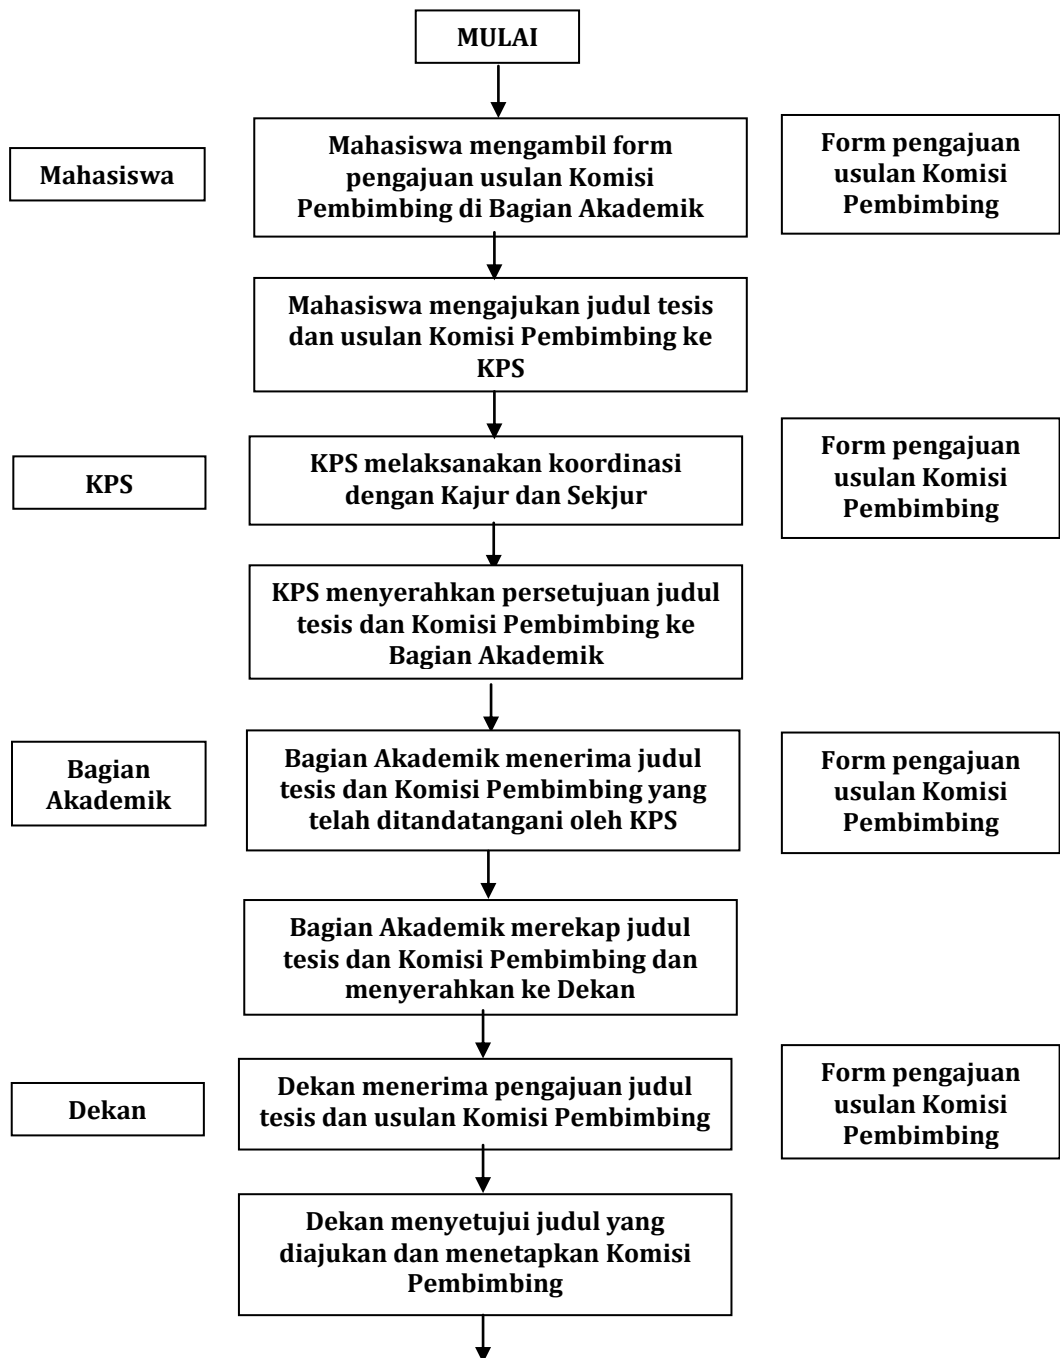 MULAI
Mahasiswa
Mahasiswa mengambil form
pengajuan usulan Komisi
Pembimbing di Bagian Akademik
Form pengajuan
usulan Komisi
Pembimbing
Mahasiswa mengajukan judul tesis
dan usulan Komisi Pembimbing ke
KPS
KPS
KPS melaksanakan koordinasi
dengan Kajur dan Sekjur
Form pengajuan
usulan Komisi
Pembimbing
KPS menyerahkan persetujuan judul
tesis dan Komisi Pembimbing ke
Bagian Akademik
Bagian
Akademik
Bagian Akademik menerima judul
tesis dan Komisi Pembimbing yang
telah ditandatangani oleh KPS
Form pengajuan
usulan Komisi
Pembimbing
Bagian Akademik merekap judul
tesis dan Komisi Pembimbing dan
menyerahkan ke Dekan
Dekan
Dekan menerima pengajuan judul
tesis dan usulan Komisi Pembimbing
Form pengajuan
usulan Komisi
Pembimbing
Dekan menyetujui judul yang
diajukan dan menetapkan Komisi
Pembimbing